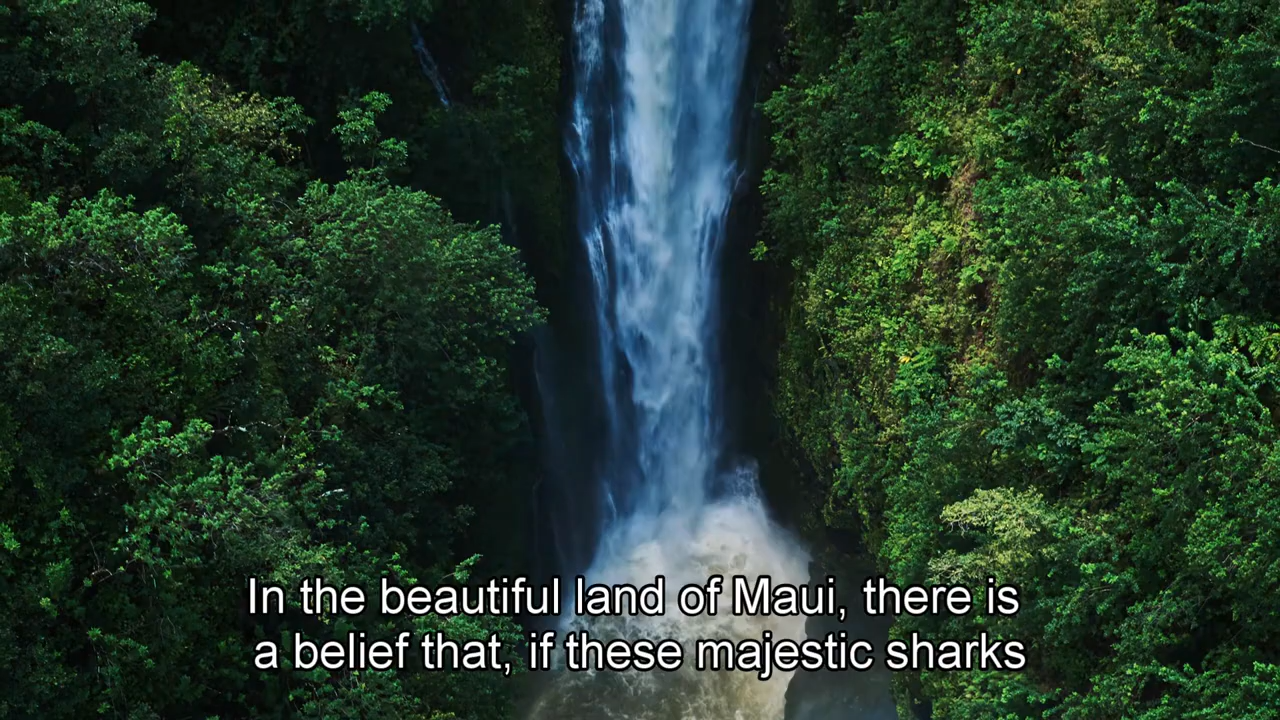 In the beautiful land of Maui, there is
a belief that, if these majestic sharks